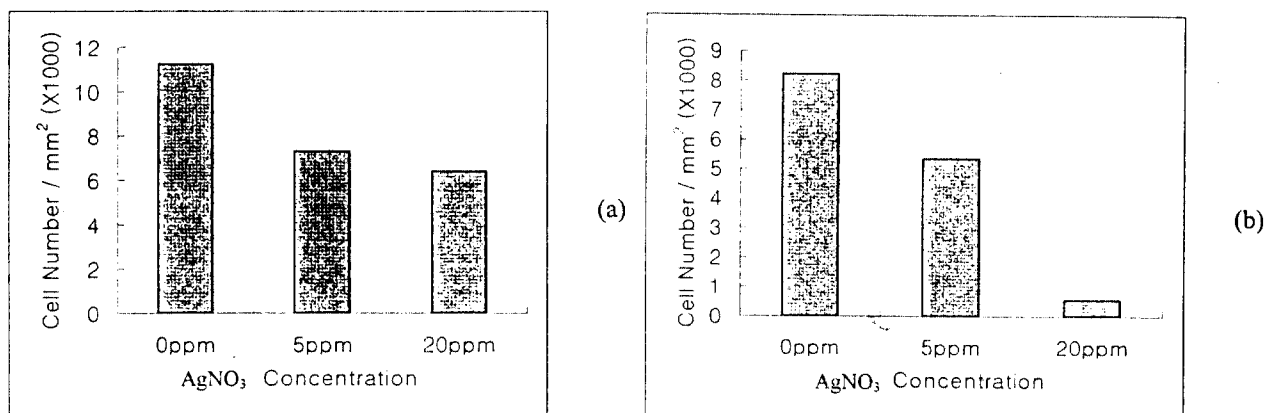 Cell Number / mm² (X1000)
12
10
8
6
4
2
0
0ppm 5ppm 20ppm
AgNO₃ Concentration
(a)
Cell Number / mm² (X1000)
9
8
7
6
5
4
3
2
1
0
0ppm 5ppm 20ppm
AgNO₃ Concentration
(b)